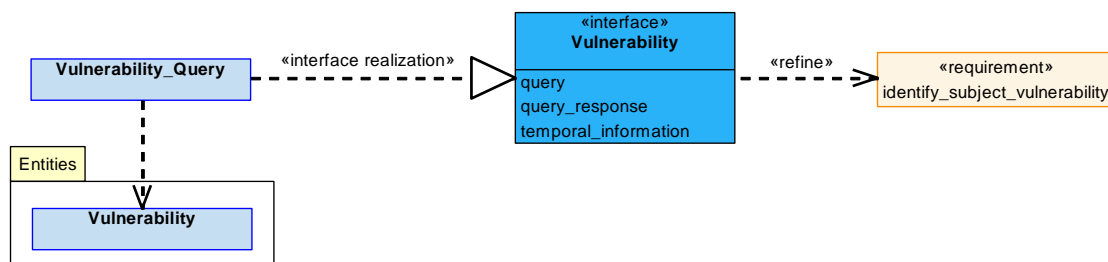 «interface»
Vulnerability
Vulnerability_Query
«interface realization»
query
query_response
temporal_information
«refine»
«requirement»
identify_subject_vulnerability
Entities
Vulnerability